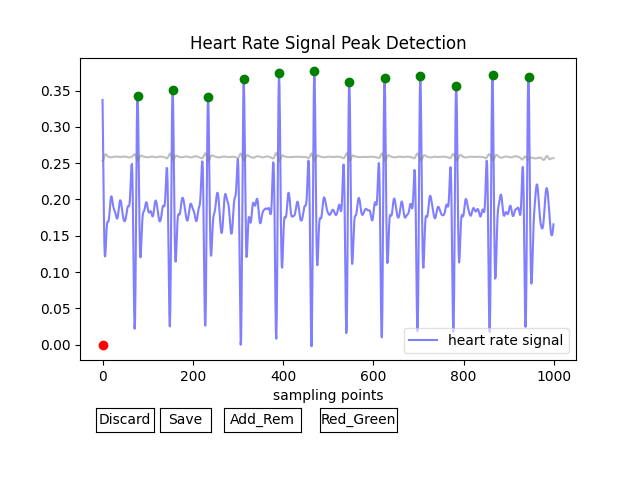 Heart Rate Signal Peak Detection
0.35
0.30
0.25
0.20
0.15
0.10
0.05
0.00
heart rate signal
0 200 400 600 800 1000
sampling points
Discard Save Add_Rem Red_Green